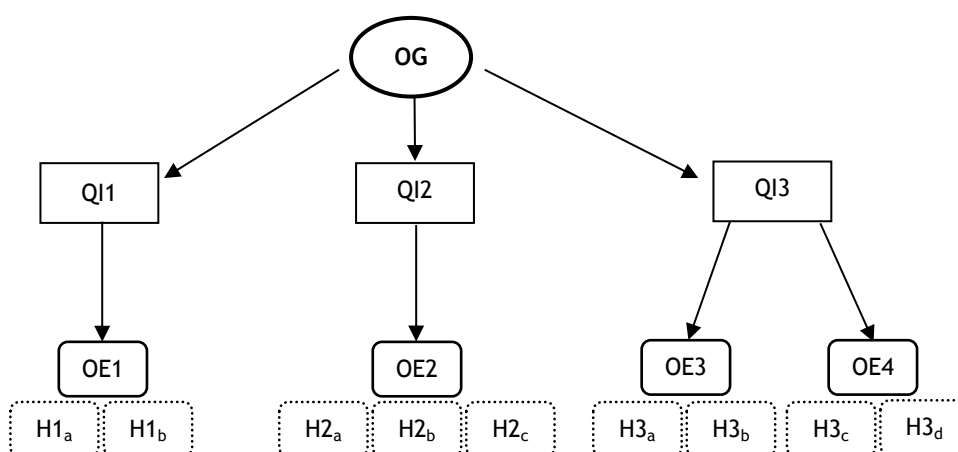 OG
QI1
QI2
QI3
OE1
OE2
OE3
OE4
H1a
H1b
H2a
H2b
H2c
H3a
H3b
H3c
H3d